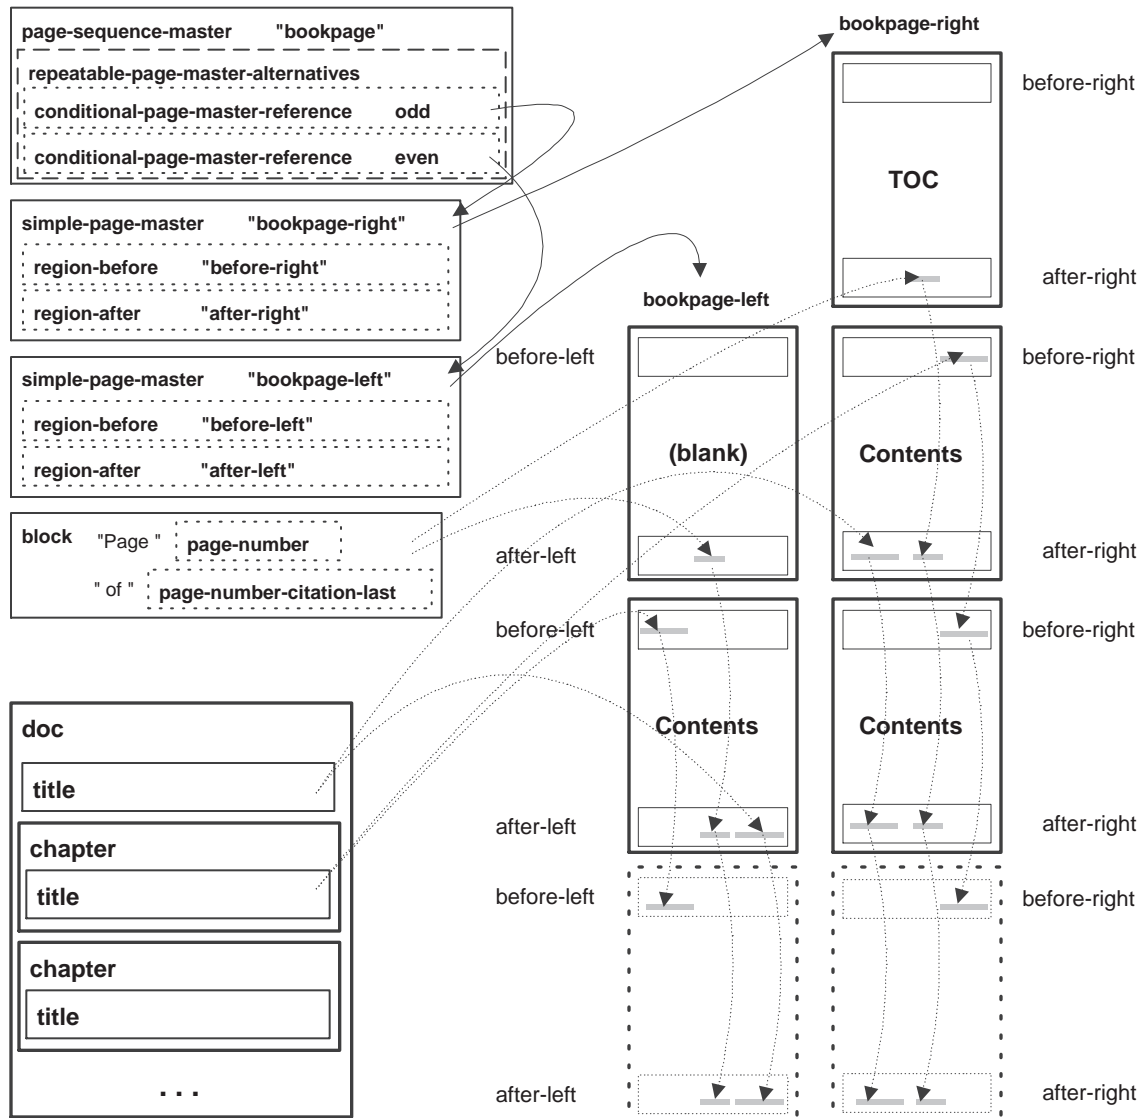 page-sequence-master "bookpage"
repeatable-page-master-alternatives
conditional-page-master-reference odd
conditional-page-master-reference even
simple-page-master "bookpage-right"
region-before "before-right"
region-after "after-right"
simple-page-master "bookpage-left"
region-before "before-left"
region-after "after-left"
block "Page " page-number
" of " page-number-citation-last
doc
title
chapter
title
chapter
title
. . .
bookpage-right
before-right
TOC
after-right
bookpage-left
before-left
before-right
(blank)
Contents
after-left
after-right
before-left
before-right
Contents
Contents
after-left
after-right
before-left
before-right
after-left
after-right